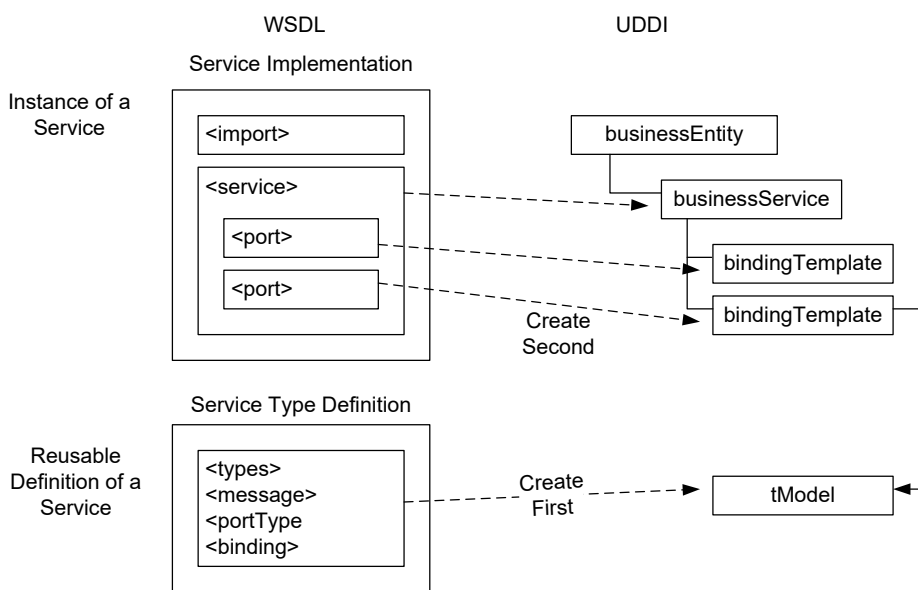 WSDL
UDDI
Service Implementation
Instance of a
Service
<import>
businessEntity
<service>
businessService
<port>
bindingTemplate
<port>
bindingTemplate
Create
Second
Service Type Definition
Reusable
Definition of a
Service
<types>
<message>
<portType
<binding>
Create
First
tModel